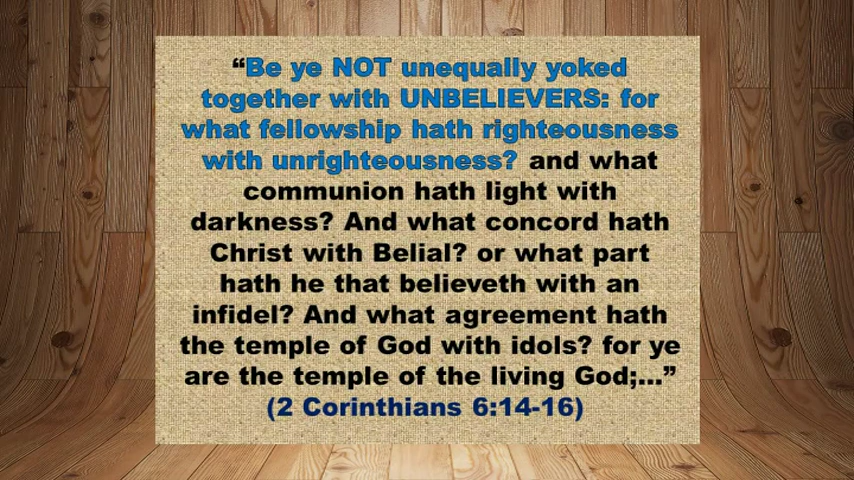 “Be ye NOT unequally yoked
together with UNBELIEVERS: for
what fellowship hath righteousness
with unrighteousness? and what
communion hath light with
darkness? And what concord hath
Christ with Belial? or what part
hath he that believeth with an
infidel? And what agreement hath
the temple of God with idols? for ye
are the temple of the living God;...”
(2 Corinthians 6:14-16)